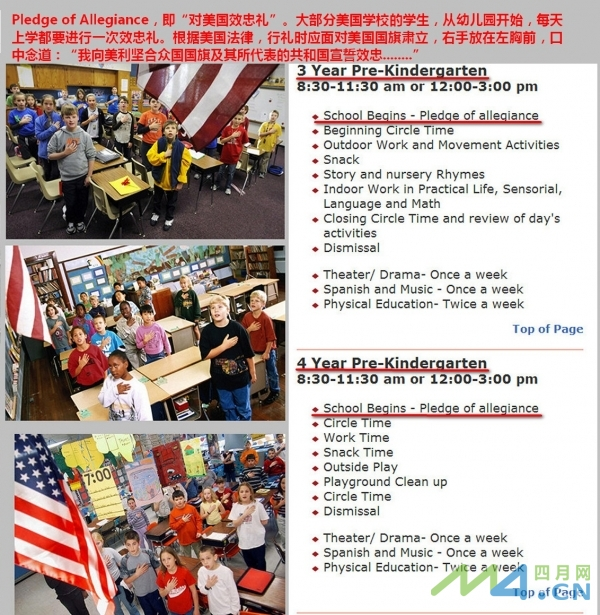 Pledge of Allegiance，即“对美国效忠礼”。大部分美国学校的学生，从幼儿园开始，每天
上学都要进行一次效忠礼。根据美国法律，行礼时应面对美国国旗肃立，右手放在左胸前，口
中念道：“我向美利坚合众国国旗及其所代表的共和国宣誓效忠........”
3 Year Pre-Kindergarten
8:30-11:30 am or 12:00-3:00 pm
School Begins - Pledge of allegiance
Beginning Circle Time
Outdoor Work and Movement Activities
Snack
Story and nursery Rhymes
Indoor Work in Practical Life, Sensorial,
Language and Math
Closing Circle Time and review of day's
activities
Dismissal
Theater/ Drama- Once a week
Spanish and Music - Once a week
Physical Education- Twice a week
Top of Page
4 Year Pre-Kindergarten
8:30-11:30 am or 12:00-3:00 pm
School Begins - Pledge of allegiance
Circle Time
Work Time
Snack Time
Outside Play
Playground Clean up
Circle Time
Dismissal
Theater/ Drama- Once a week
Spanish and Music - Once a week
Physical Education- Twice a week
Top of Page
7:00
M4.CN 四月网